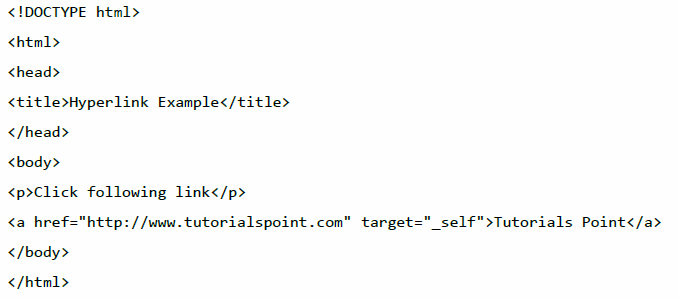 <!DOCTYPE html>
<html>
<head>
<title>Hyperlink Example</title>
</head>
<body>
<p>Click following link</p>
<a href="http://www.tutorialspoint.com" target="_self">Tutorials Point</a>
</body>
</html>